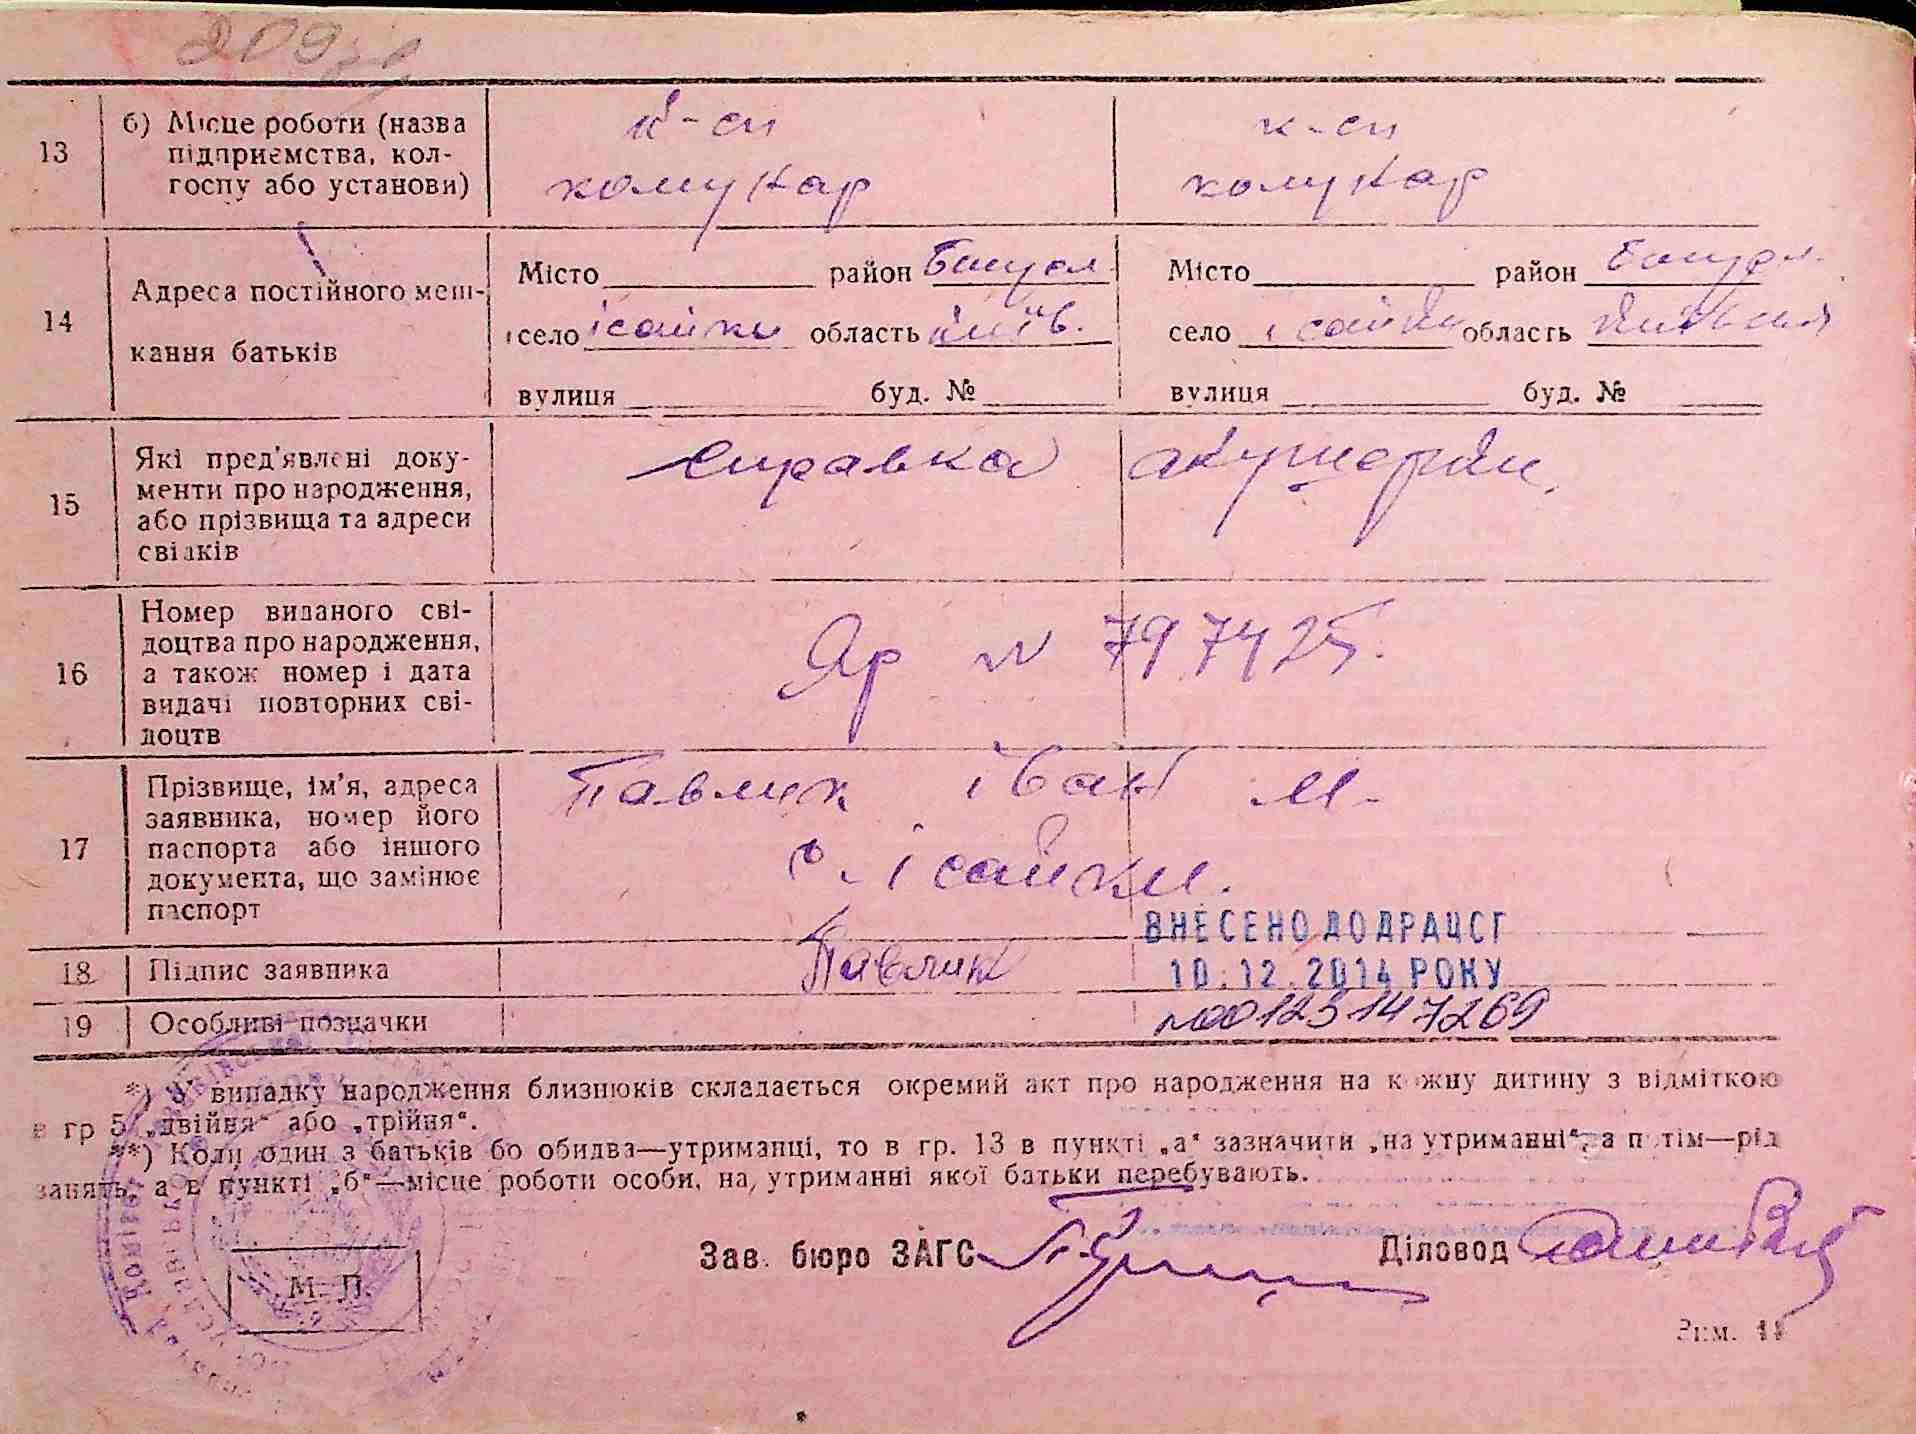 209
13
б) Місце роботи (назва підприємства, колгоспу або установи)
к-сп комунар
к-сп комунар
14
Адреса постійного мешкання батьків
Місто район Богусл.
село Ісайки область Київ.
вулиця буд. №
Місто район Богусл.
село Ісайки область Київська
вулиця буд. №
15
Які пред'явлені документи про народження, або прізвища та адреси свідків
Справка акушерки
16
Номер виданого свідоцтва про народження, а також номер і дата видачі повторних свідоцтв
Яр N 797425.
17
Прізвище, ім'я, адреса заявника, номер його паспорта або іншого документа, що замінює паспорт
Павлик Іван М.
с. Ісайки.
18
Підпис заявника
Павлик
ВНЕСЕНО ДО ДРАЦСГ
10.12.2014 РОКУ
19
Особливі позначки
№00123147269
*) У випадку народження близнюків складається окремий акт про народження на кожну дитину з відміткою
в гр 5 „двійня“ або „трійня“.
**) Коли один з батьків бо обидва—утриманці, то в гр. 13 в пункті „а“ зазначити „на утриманні“, а потім—рід
занять, а в пункті „б“—місце роботи особи, на утриманні якої батьки перебувають.
Зав. бюро ЗАГС
Діловод
М. П.